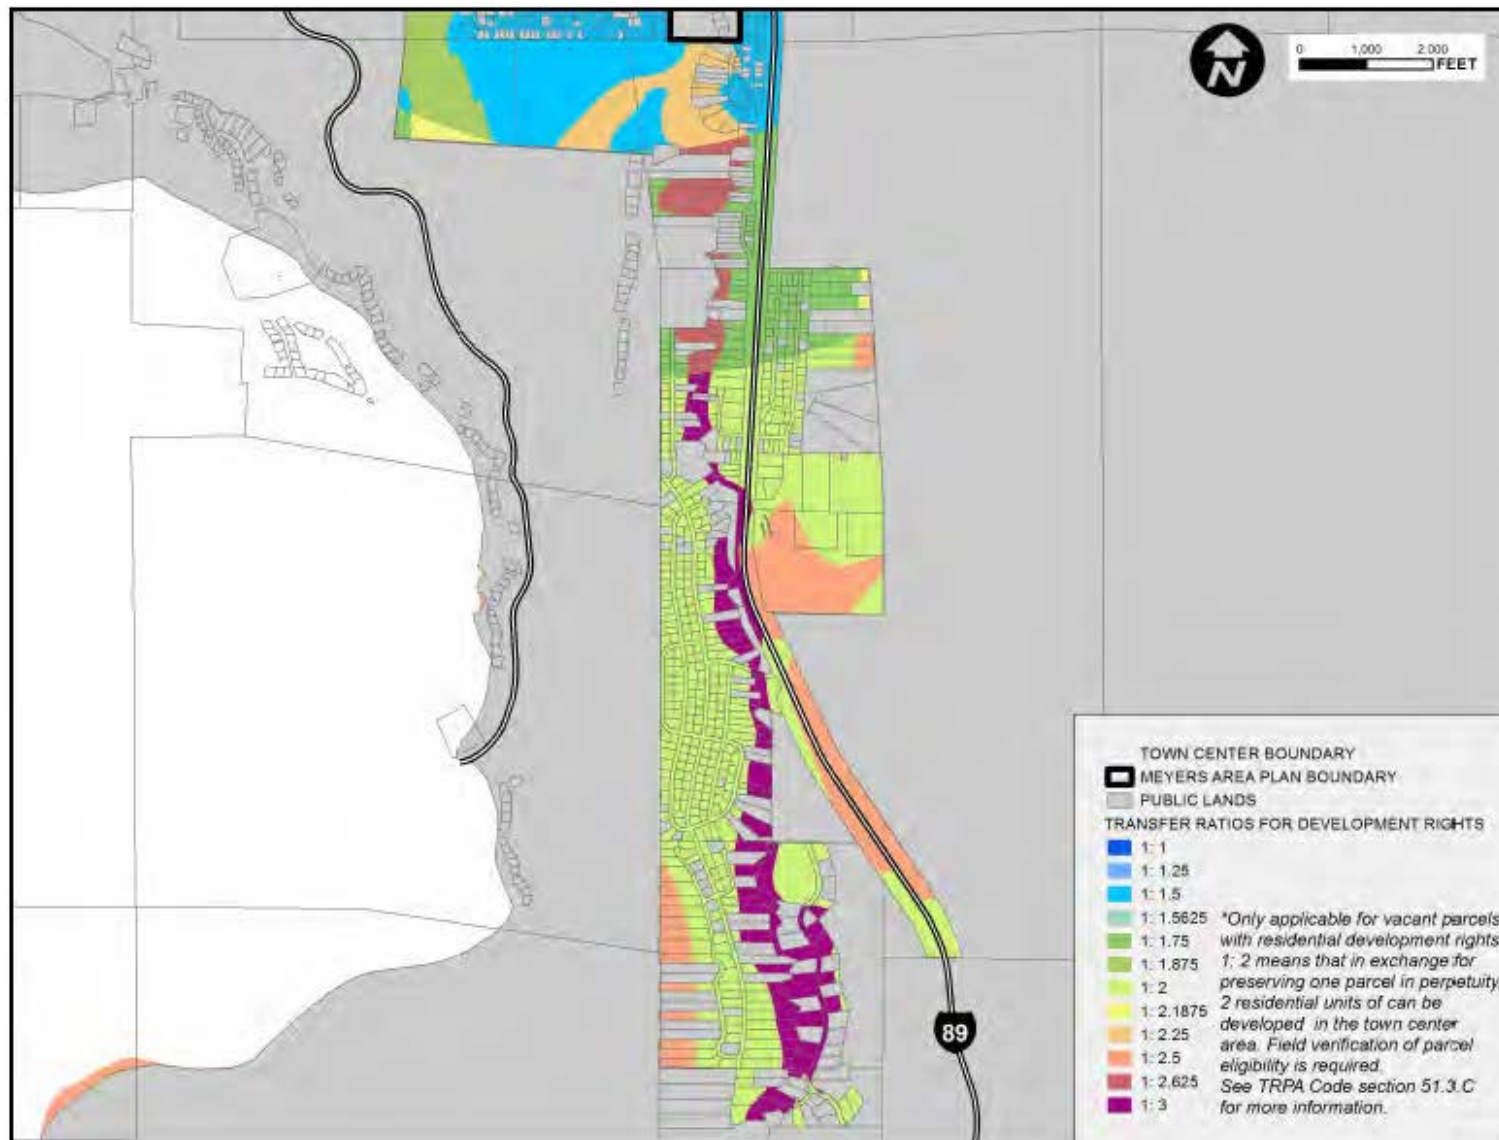 N
0 1,000 2,000
FEET
TOWN CENTER BOUNDARY
MEYERS AREA PLAN BOUNDARY
PUBLIC LANDS
TRANSFER RATIOS FOR DEVELOPMENT RIGHTS
1: 1
1: 1.25
1: 1.5
1: 1.5625
1: 1.75
1: 1.875
1: 2
1: 2.1875
1: 2.25
1: 2.5
1: 2.625
1: 3
*Only applicable for vacant parcels
with residential development rights
1: 2 means that in exchange for
preserving one parcel in perpetuity
2 residential units of can be
developed in the town center
area. Field verification of parcel
eligibility is required.
See TRPA Code section 51.3.C
for more information.
89